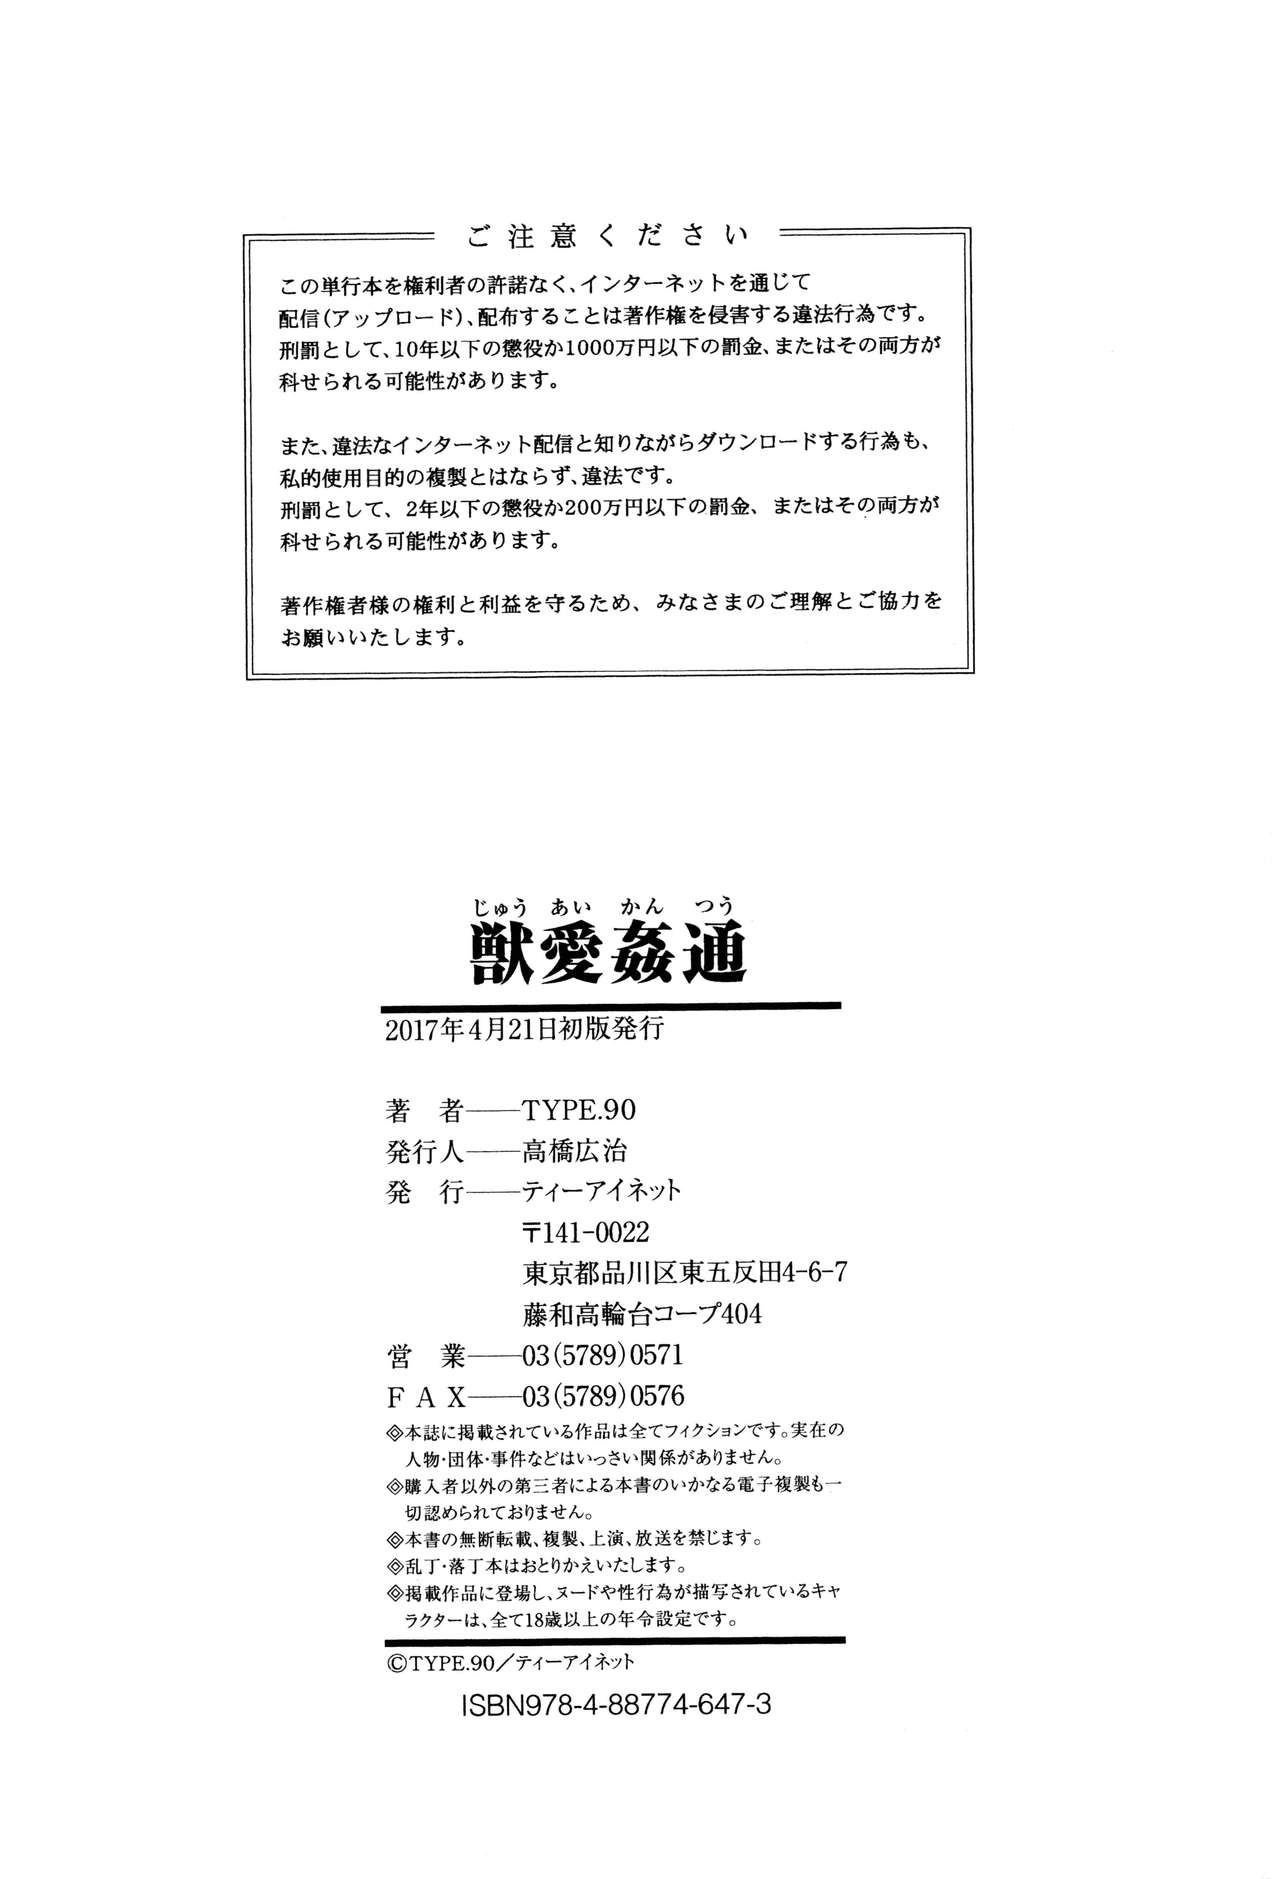 ご注意ください
この単行本を権利者の許諾なく、インターネットを通じて
配信(アップロード)、配布することは著作権を侵害する違法行為です。
刑罰として、10年以下の懲役か1000万円以下の罰金、またはその両方が
科せられる可能性があります。
また、違法なインターネット配信と知りながらダウンロードする行為も、
私的使用目的の複製とはならず、違法です。
刑罰として、2年以下の懲役か200万円以下の罰金、またはその両方が
科せられる可能性があります。
著作権者様の権利と利益を守るため、みなさまのご理解とご協力を
お願いいたします。
じゅう あい かん つう
獣愛姦通
2017年4月21日初版発行
著 者――TYPE.90
発行人――高橋広治
発 行――ティーアイネット
〒141-0022
東京都品川区東五反田4-6-7
藤和高輪台コープ404
営 業――03(5789)0571
FAX――03(5789)0576
◈本誌に掲載されている作品は全てフィクションです。実在の
人物・団体・事件などはいっさい関係がありません。
◈購入者以外の第三者による本書のいかなる電子複製も一
切認められておりません。
◈本書の無断転載、複製、上演、放送を禁じます。
◈乱丁・落丁本はおとりかえいたします。
◈掲載作品に登場し、ヌードや性行為が描写されているキャ
ラクターは、全て18歳以上の年令設定です。
©TYPE.90／ティーアイネット
ISBN978-4-88774-647-3